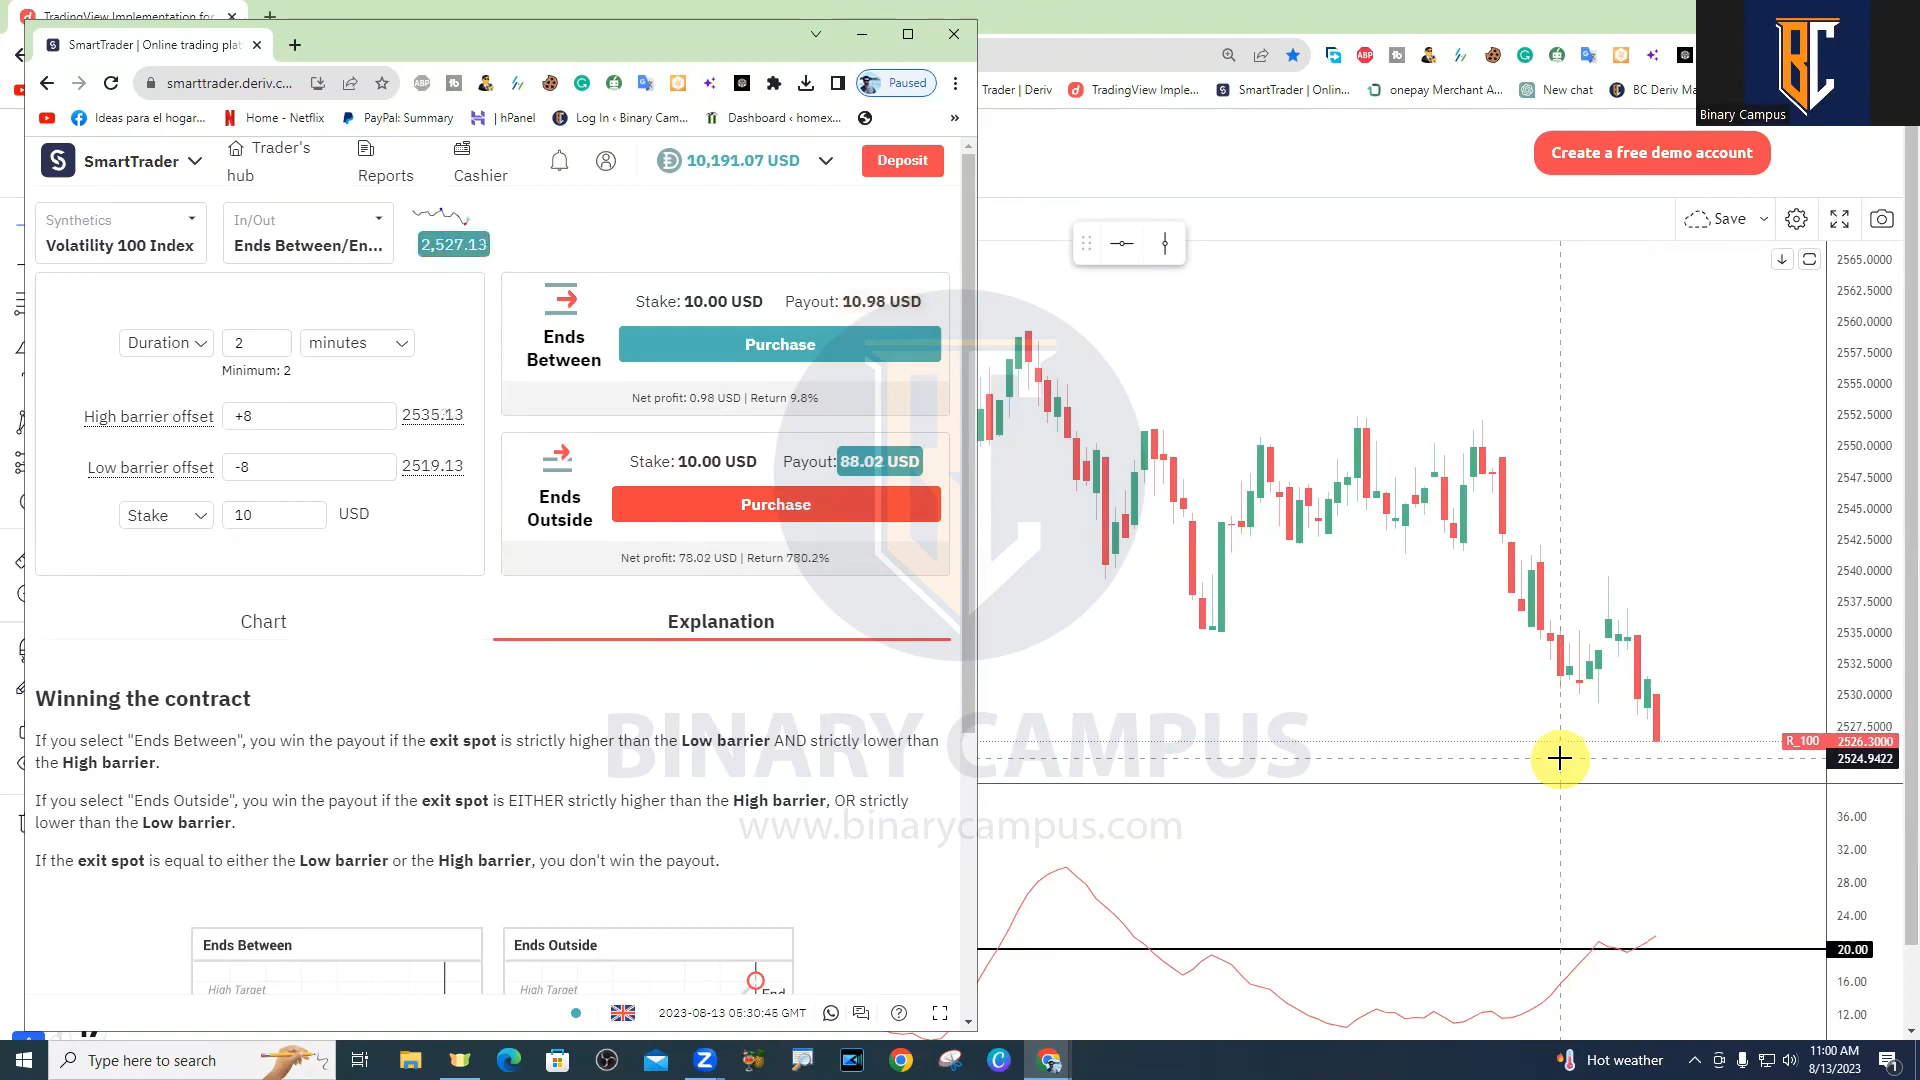 TradingView Implementation for
SmartTrader | Online trading plat
smarttrader.deriv.c...
Paused
Ideas para el hogar...
Home - Netflix
PayPal: Summary
| hPanel
Log In ‹ Binary Cam...
Dashboard ‹ homex...
»
Trader | Deriv
TradingView Imple...
SmartTrader | Onlin...
onepay Merchant A...
New chat
BC Deriv Ma
Binary Campus
SmartTrader
Trader's hub
Reports
Cashier
10,191.07 USD
Deposit
Create a free demo account
Synthetics
Volatility 100 Index
In/Out
Ends Between/En...
2,527.13
Save
Duration
2
minutes
Minimum: 2
High barrier offset
+8
2535.13
Low barrier offset
-8
2519.13
Stake
10
USD
Ends Between
Stake: 10.00 USD
Payout: 10.98 USD
Purchase
Net profit: 0.98 USD | Return 9.8%
Ends Outside
Stake: 10.00 USD
Payout: 88.02 USD
Purchase
Net profit: 78.02 USD | Return 780.2%
Chart
Explanation
Winning the contract
If you select "Ends Between", you win the payout if the exit spot is strictly higher than the Low barrier AND strictly lower than
the High barrier.
If you select "Ends Outside", you win the payout if the exit spot is EITHER strictly higher than the High barrier, OR strictly
lower than the Low barrier.
If the exit spot is equal to either the Low barrier or the High barrier, you don't win the payout.
Ends Between
High Target
Ends Outside
High Target
End
2023-08-13 05:30:45 GMT
BINARY CAMPUS
www.binarycampus.com
2565.0000
2562.5000
2560.0000
2557.5000
2555.0000
2552.5000
2550.0000
2547.5000
2545.0000
2542.5000
2540.0000
2537.5000
2535.0000
2532.5000
2530.0000
2527.5000
R_100 2526.3000
2524.9422
36.00
32.00
28.00
24.00
20.00
16.00
12.00
Type here to search
Hot weather
11:00 AM
8/13/2023
1